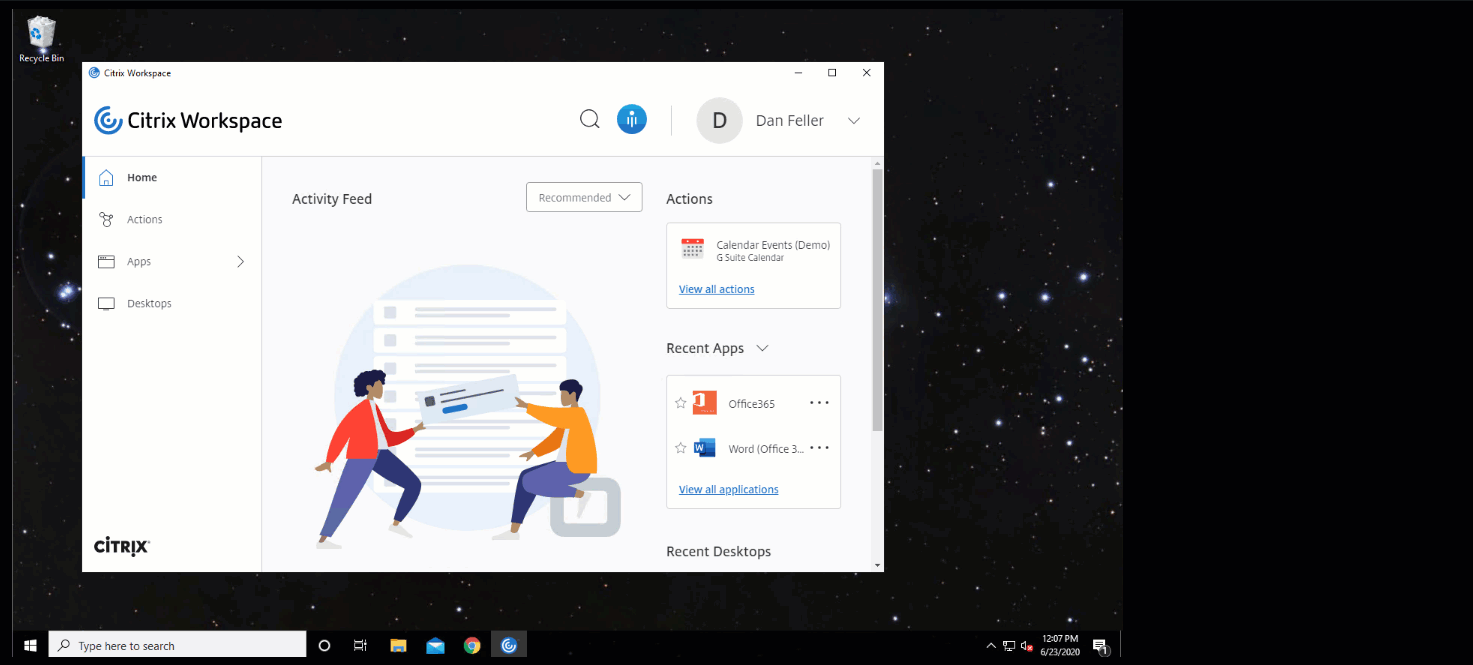 Recycle Bin
Citrix Workspace
Citrix Workspace
D
Dan Feller
Home
Actions
Apps
Desktops
CITRIX
Activity Feed
Recommended
Actions
Calendar Events (Demo)
G Suite Calendar
View all actions
Recent Apps
Office365
W
Word (Office 3...
View all applications
Recent Desktops
Type here to search
12:07 PM
6/23/2020
1